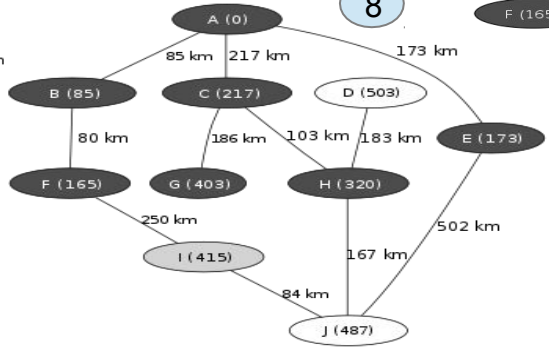 A (0)
8
F (165
85 km
217 km
173 km
B (85)
C (217)
D (503)
80 km
186 km
103 km
183 km
E (173)
F (165)
G (403)
H (320)
250 km
502 km
I (415)
167 km
84 km
J (487)